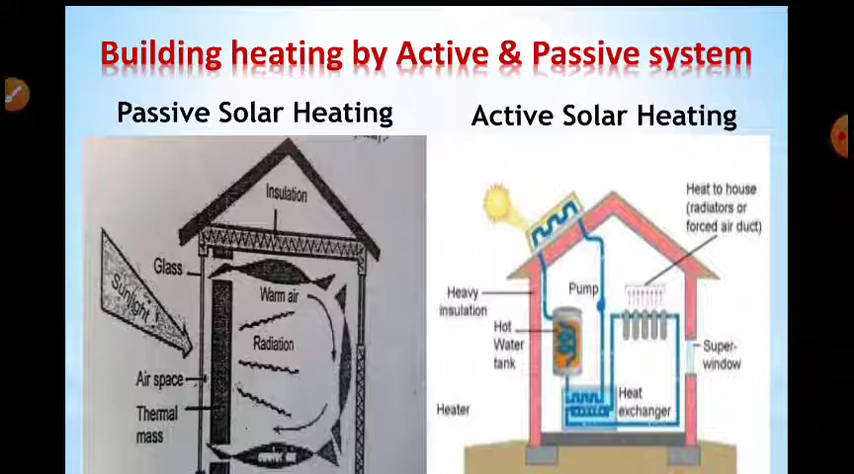 Building heating by Active & Passive system
Passive Solar Heating
Active Solar Heating
Insulation
Glass
Sunlight
Warm air
Radiation
Air space
Thermal
mass
Heat to house
(radiators or
forced air duct)
Heavy
insulation
Pump
Hot
Water
tank
Super-
window
Heat
exchanger
Heater